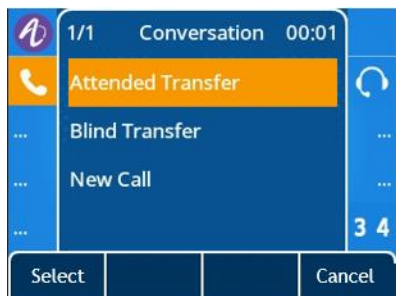 1/1 Conversation 00:01
Attended Transfer
Blind Transfer
New Call
... ...
... ...
... 3 4
Select Cancel